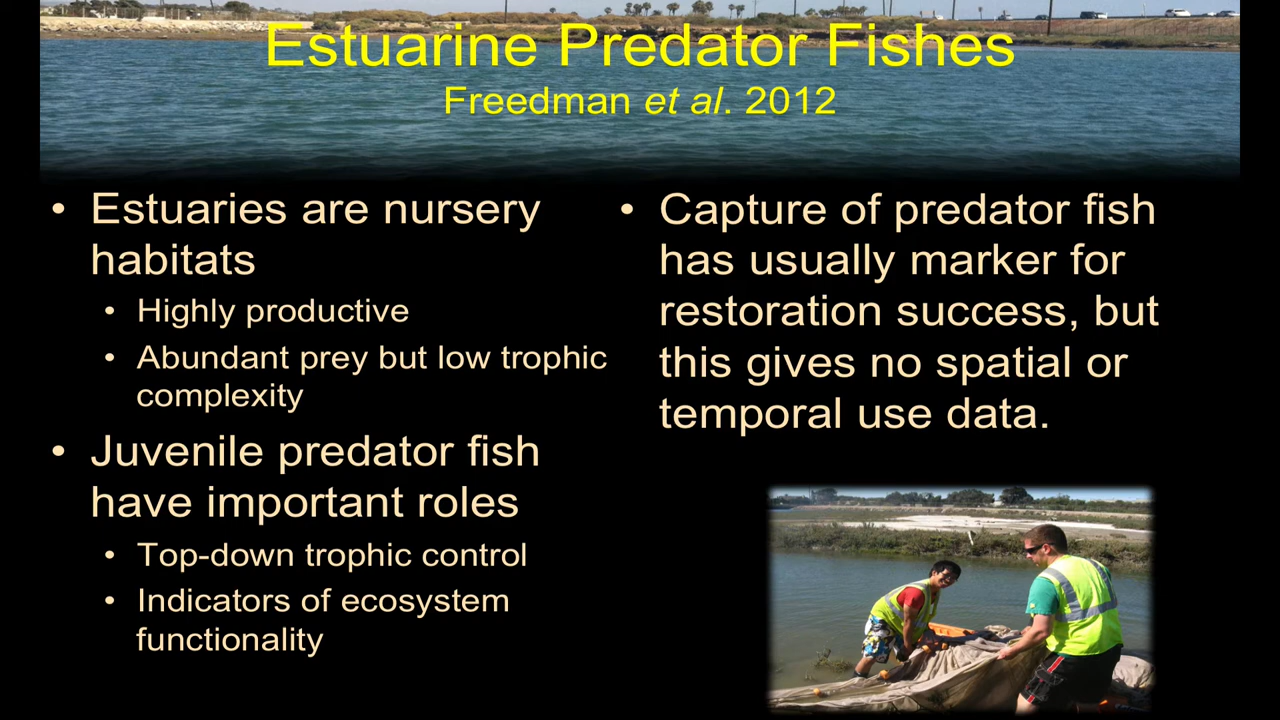 Estuarine Predator Fishes
Freedman et al. 2012
• Estuaries are nursery
habitats
• Highly productive
• Abundant prey but low trophic
complexity
• Juvenile predator fish
have important roles
• Top-down trophic control
• Indicators of ecosystem
functionality
• Capture of predator fish
has usually marker for
restoration success, but
this gives no spatial or
temporal use data.